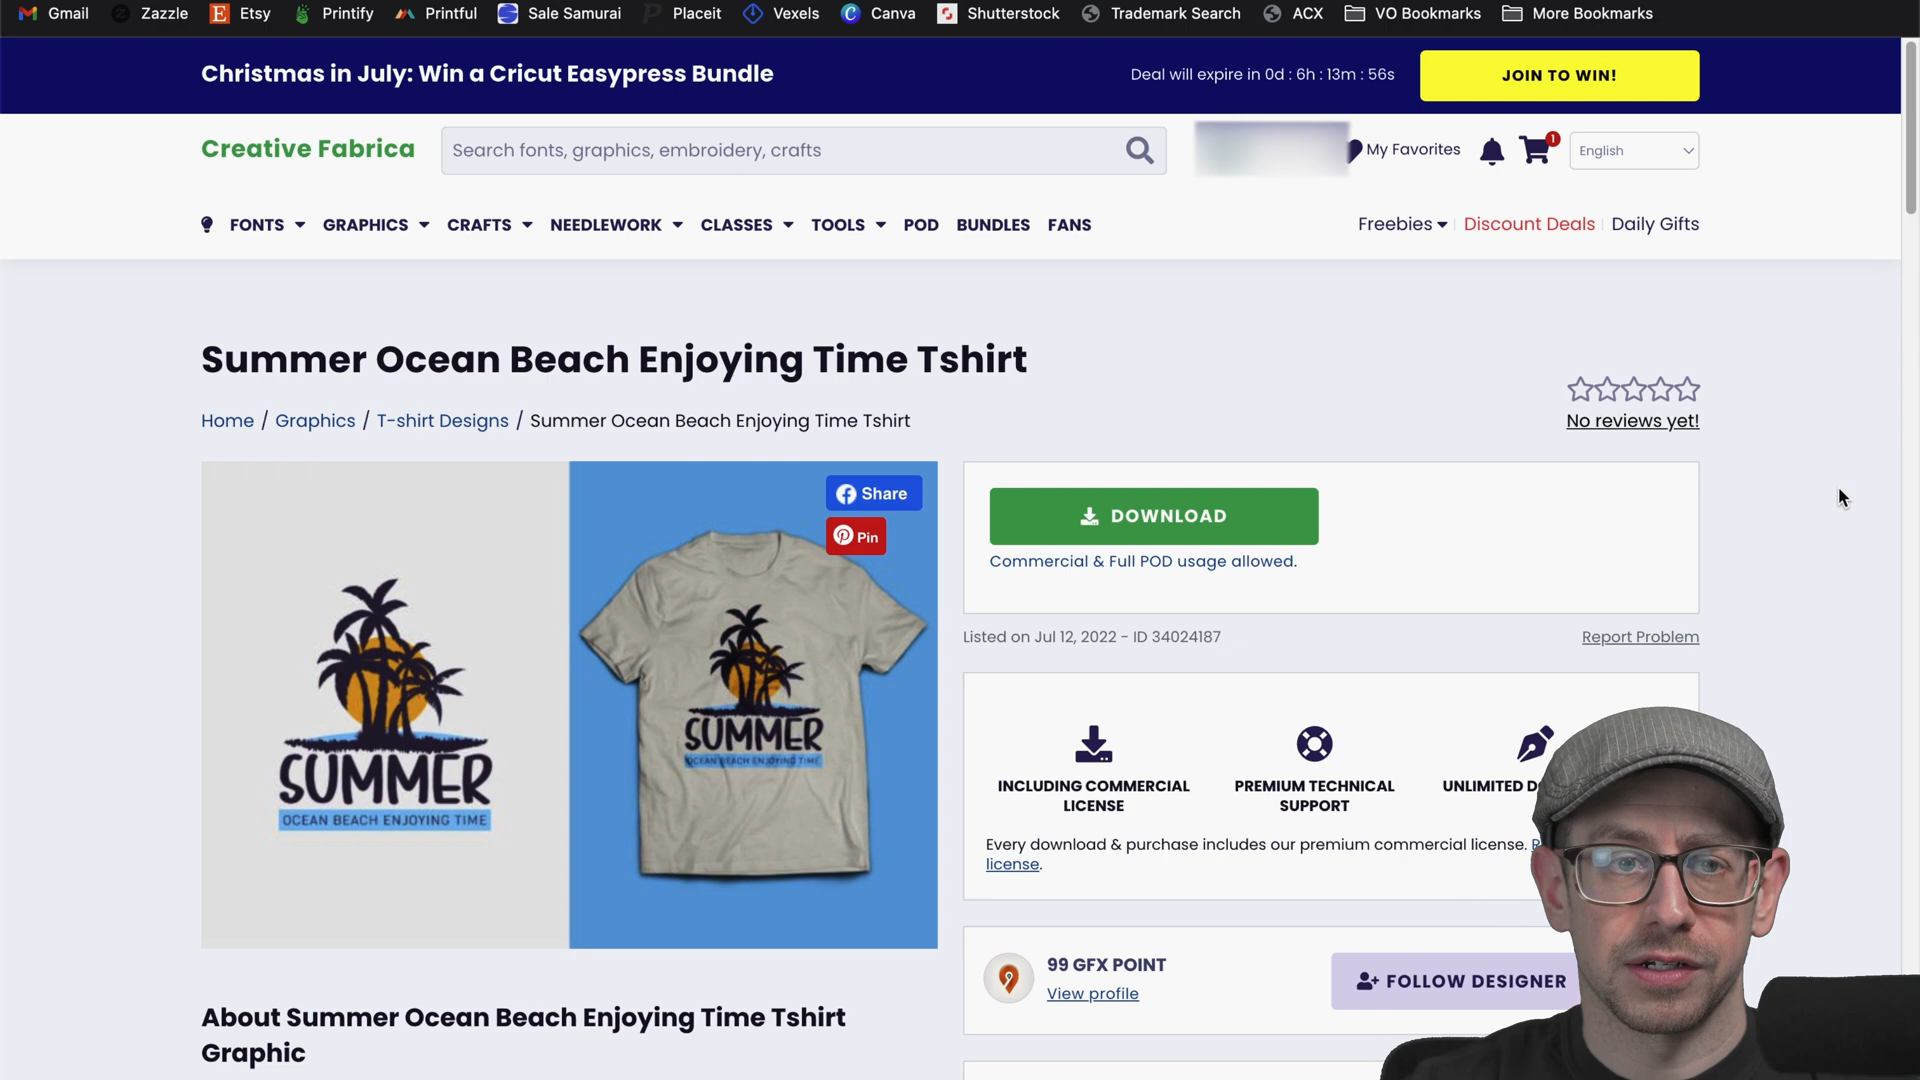 Gmail Zazzle Etsy Printify Printful Sale Samurai Placeit Vexels Canva Shutterstock Trademark Search ACX VO Bookmarks More Bookmarks
Christmas in July: Win a Cricut Easypress Bundle
Deal will expire in 0d : 6h : 13m : 56s
JOIN TO WIN!
Creative Fabrica
Search fonts, graphics, embroidery, crafts
My Favorites
1
English
FONTS GRAPHICS CRAFTS NEEDLEWORK CLASSES TOOLS POD BUNDLES FANS
Freebies Discount Deals Daily Gifts
Summer Ocean Beach Enjoying Time Tshirt
Home / Graphics / T-shirt Designs / Summer Ocean Beach Enjoying Time Tshirt
No reviews yet!
Share
Pin
SUMMER
OCEAN BEACH ENJOYING TIME
SUMMER
OCEAN BEACH ENJOYING TIME
DOWNLOAD
Commercial & Full POD usage allowed.
Listed on Jul 12, 2022 - ID 34024187
Report Problem
INCLUDING COMMERCIAL
LICENSE
PREMIUM TECHNICAL
SUPPORT
UNLIMITED
Every download & purchase includes our premium commercial license.
license.
99 GFX POINT
View profile
FOLLOW DESIGNER
About Summer Ocean Beach Enjoying Time Tshirt
Graphic